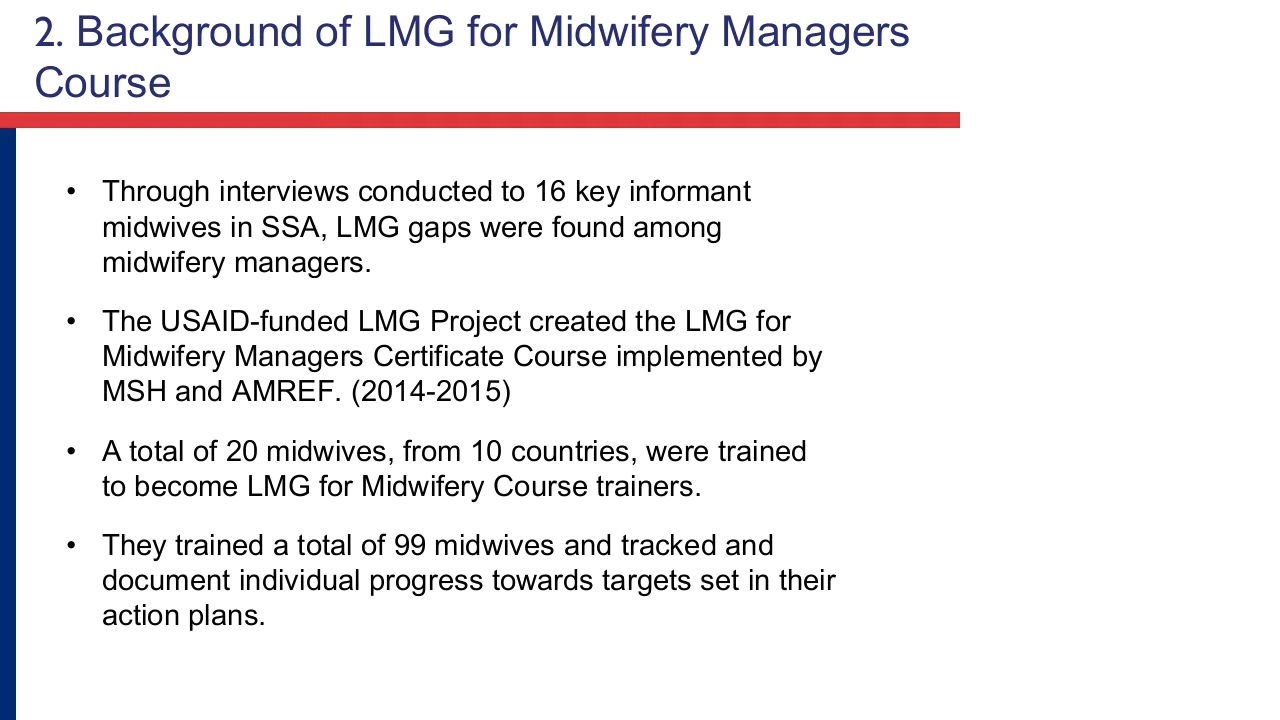 2. Background of LMG for Midwifery Managers
Course
• Through interviews conducted to 16 key informant
midwives in SSA, LMG gaps were found among
midwifery managers.
• The USAID-funded LMG Project created the LMG for
Midwifery Managers Certificate Course implemented by
MSH and AMREF. (2014-2015)
• A total of 20 midwives, from 10 countries, were trained
to become LMG for Midwifery Course trainers.
• They trained a total of 99 midwives and tracked and
document individual progress towards targets set in their
action plans.